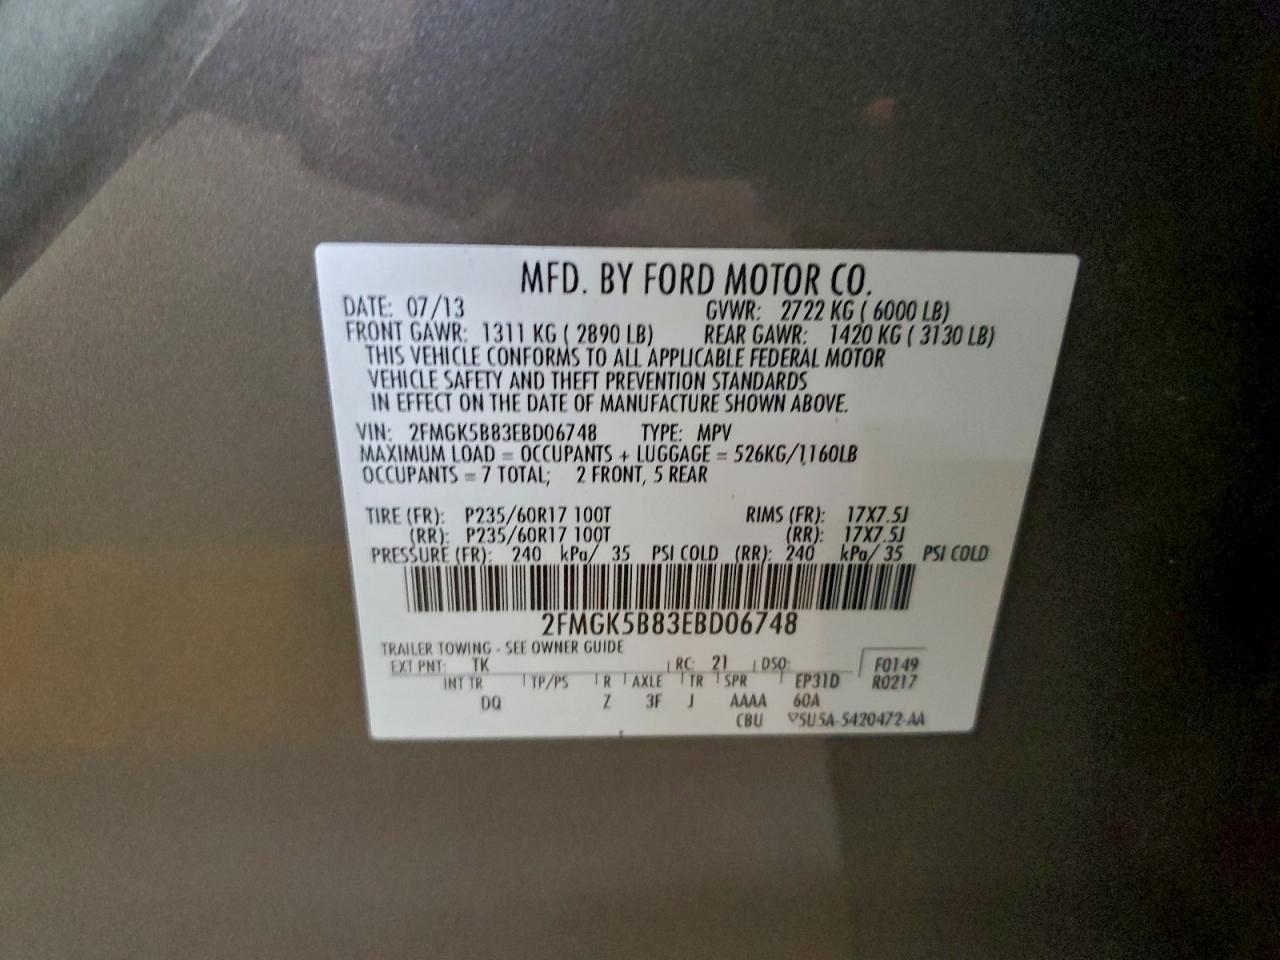 MFD. BY FORD MOTOR CO.
DATE: 07/13 GVWR: 2722 KG ( 6000 LB)
FRONT GAWR: 1311 KG ( 2890 LB) REAR GAWR: 1420 KG ( 3130 LB)
THIS VEHICLE CONFORMS TO ALL APPLICABLE FEDERAL MOTOR
VEHICLE SAFETY AND THEFT PREVENTION STANDARDS
IN EFFECT ON THE DATE OF MANUFACTURE SHOWN ABOVE.
VIN: 2FMGK5B83EBD06748 TYPE: MPV
MAXIMUM LOAD = OCCUPANTS + LUGGAGE = 526KG/1160LB
OCCUPANTS = 7 TOTAL; 2 FRONT, 5 REAR
TIRE (FR): P235/60R17 100T RIMS (FR): 17X7.5J
(RR): P235/60R17 100T (RR): 17X7.5J
PRESSURE (FR): 240 kPa/ 35 PSI COLD (RR): 240 kPa/ 35 PSI COLD
2FMGK5B83EBD06748
TRAILER TOWING - SEE OWNER GUIDE
EXT PNT: TK RC: 21 DSO: F0149
INT TR TP/PS R AXLE TR SPR EP31D R0217
DQ Z 3F J AAAA 60A
CBU ▽5U5A-5420472-AA